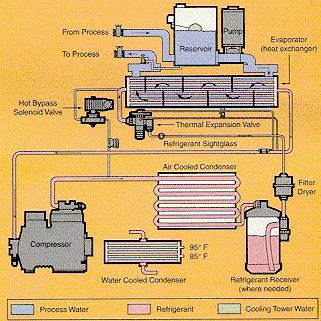 From Process
To Process
Reservoir
Pump
Evaporator
(heat exchanger)
Hot Bypass
Solenoid Valve
Thermal Expansion Valve
Refrigerant Sightglass
Air Cooled Condenser
Filter
Dryer
Compressor
95° F
85° F
Water Cooled Condenser
Refrigerant Receiver
(where needed)
Process Water
Refrigerant
Cooling Tower Water